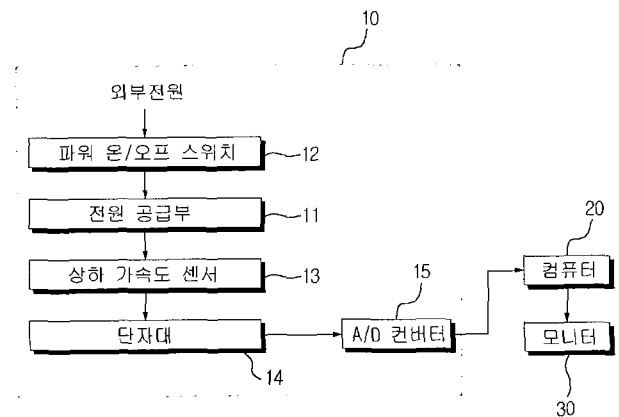 10
외부전원
파워 온/오프 스위치
12
전원 공급부
11
상하 가속도 센서
13
단자대
14
15
A/D 컨버터
20
컴퓨터
모니터
30